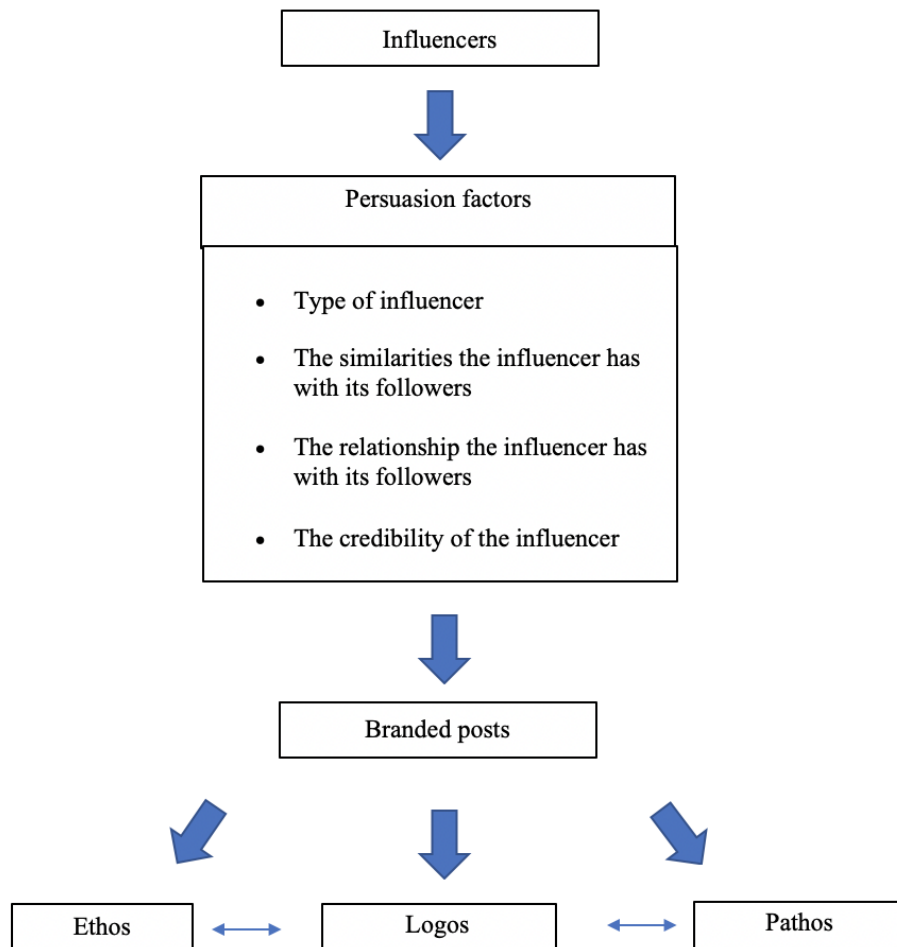 Influencers
Persuasion factors
• Type of influencer
• The similarities the influencer has
with its followers
• The relationship the influencer has
with its followers
• The credibility of the influencer
Branded posts
Ethos
Logos
Pathos